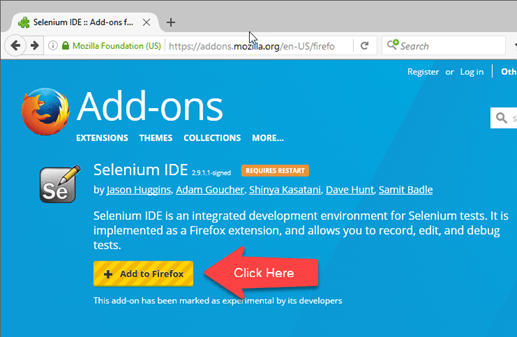 Selenium IDE :: Add-ons f...
Mozilla Foundation (US)
https://addons.mozilla.org/en-US/firefo
Search
Register or Log in
Oth
Add-ons
EXTENSIONS THEMES COLLECTIONS MORE...
Se
Selenium IDE 2.9.1.1-signed REQUIRES RESTART
by Jason Huggins, Adam Goucher, Shinya Kasatani, Dave Hunt, Samit Badle
Selenium IDE is an integrated development environment for Selenium tests. It is
implemented as a Firefox extension, and allows you to record, edit, and debug
tests.
+ Add to Firefox
Click Here
This add-on has been marked as experimental by its developers